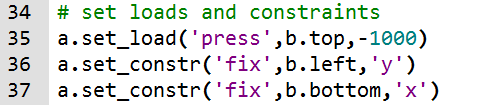 34 # set loads and constraints
35 a.set_load('press',b.top,-1000)
36 a.set_constr('fix',b.left,'y')
37 a.set_constr('fix',b.bottom,'x')